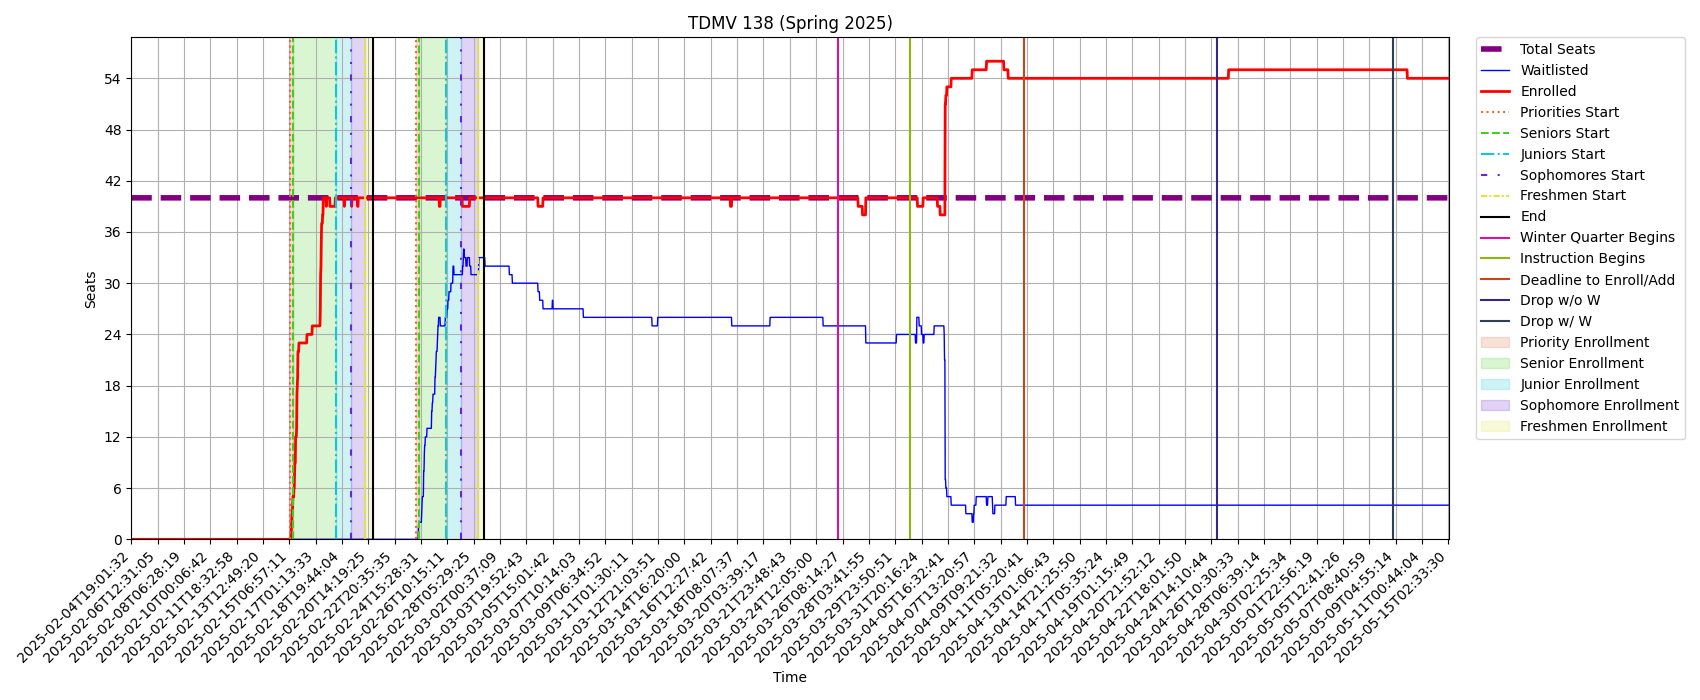 TDMV 138 (Spring 2025)
Seats
54
48
42
36
30
24
18
12
6
0
2025-02-04T19:01:32
2025-02-06T12:31:05
2025-02-08T06:28:19
2025-02-10T00:06:42
2025-02-11T18:32:58
2025-02-13T12:49:20
2025-02-15T06:57:11
2025-02-17T01:13:33
2025-02-18T19:44:04
2025-02-20T14:19:25
2025-02-22T20:35:35
2025-02-24T15:28:31
2025-02-26T10:15:11
2025-02-28T05:29:25
2025-03-02T00:37:09
2025-03-03T19:52:43
2025-03-05T15:01:42
2025-03-07T10:14:03
2025-03-09T06:34:52
2025-03-11T01:30:11
2025-03-12T21:03:51
2025-03-14T16:20:00
2025-03-16T12:27:42
2025-03-18T08:07:37
2025-03-20T03:39:17
2025-03-21T23:48:43
2025-03-24T12:05:00
2025-03-26T08:14:27
2025-03-28T03:41:55
2025-03-29T23:50:51
2025-03-31T20:16:24
2025-04-05T16:32:41
2025-04-07T13:20:57
2025-04-09T09:21:32
2025-04-11T05:20:41
2025-04-13T01:06:43
2025-04-14T21:25:50
2025-04-17T05:35:24
2025-04-19T01:15:49
2025-04-20T21:52:12
2025-04-22T18:01:50
2025-04-24T14:10:44
2025-04-26T10:30:33
2025-04-28T06:39:14
2025-04-30T02:25:34
2025-05-01T22:56:19
2025-05-05T12:41:26
2025-05-07T08:40:59
2025-05-09T04:55:14
2025-05-11T00:44:04
2025-05-15T02:33:30
Time
Total Seats
Waitlisted
Enrolled
Priorities Start
Seniors Start
Juniors Start
Sophomores Start
Freshmen Start
End
Winter Quarter Begins
Instruction Begins
Deadline to Enroll/Add
Drop w/o W
Drop w/ W
Priority Enrollment
Senior Enrollment
Junior Enrollment
Sophomore Enrollment
Freshmen Enrollment